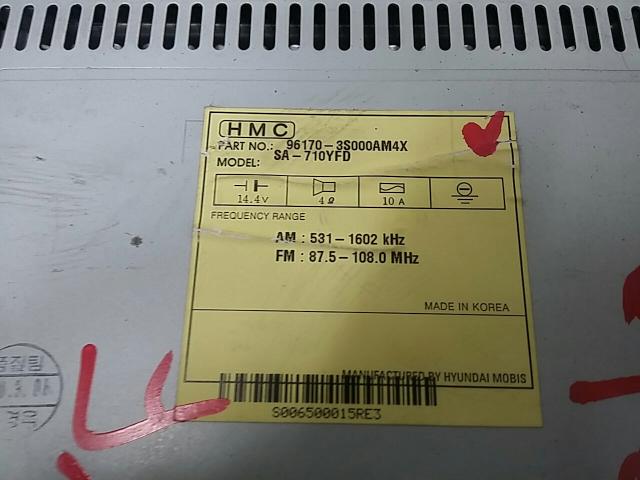 HMC
PART NO.: 96170-3S000AM4X
MODEL: SA-710YFD
14.4V 4Ω 10A
FREQUENCY RANGE
AM : 531-1602 kHz
FM : 87.5-108.0 MHz
MADE IN KOREA
MANUFACTURED BY HYUNDAI MOBIS
S006500015RE3